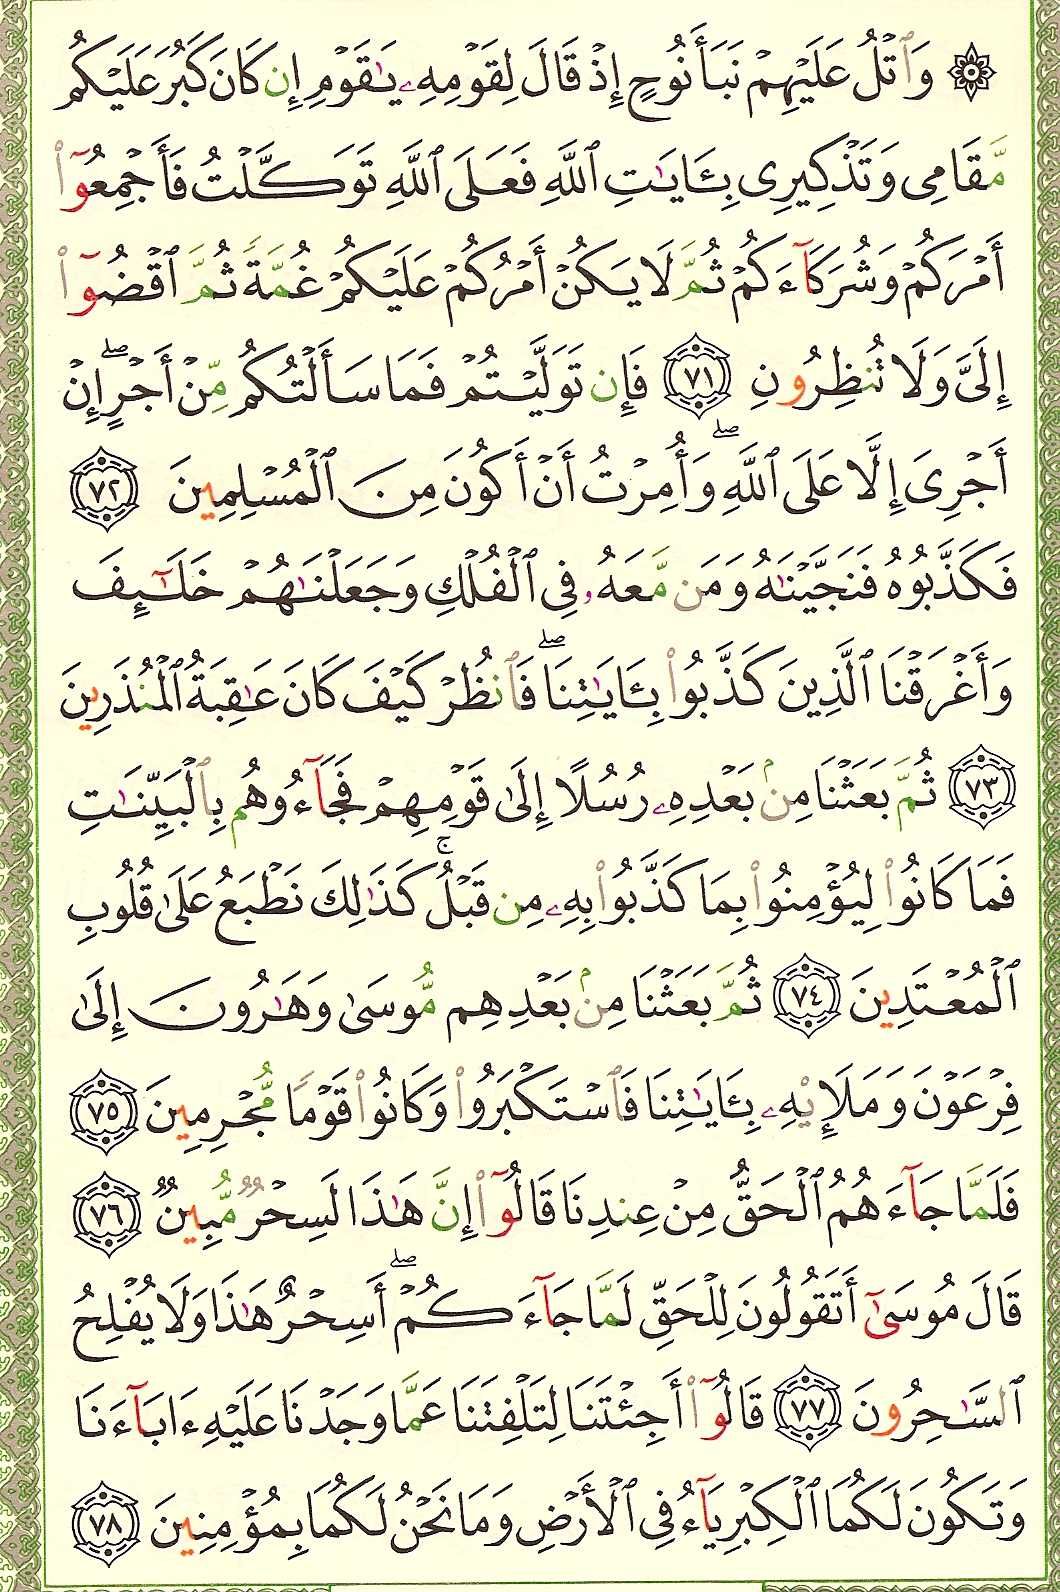 ۞ وَٱتْلُ عَلَيْهِمْ نَبَأَ نُوحٍ إِذْ قَالَ لِقَوْمِهِۦ يَـٰقَوْمِ إِن كَانَ كَبُرَ عَلَيْكُم
مَّقَامِى وَتَذْكِيرِى بِـَٔايَـٰتِ ٱللَّهِ فَعَلَى ٱللَّهِ تَوَكَّلْتُ فَأَجْمِعُوٓا۟
أَمْرَكُمْ وَشُرَكَآءَكُمْ ثُمَّ لَا يَكُنْ أَمْرُكُمْ عَلَيْكُمْ غُمَّةً ثُمَّ ٱقْضُوٓا۟
إِلَىَّ وَلَا تُنظِرُونِ ٧١ فَإِن تَوَلَّيْتُمْ فَمَا سَأَلْتُكُم مِّنْ أَجْرٍ ۖ إِنْ
أَجْرِىَ إِلَّا عَلَى ٱللَّهِ ۖ وَأُمِرْتُ أَنْ أَكُونَ مِنَ ٱلْمُسْلِمِينَ ٧٢
فَكَذَّبُوهُ فَنَجَّيْنَـٰهُ وَمَن مَّعَهُۥ فِى ٱلْفُلْكِ وَجَعَلْنَـٰهُمْ خَلَـٰٓئِفَ
وَأَغْرَقْنَا ٱلَّذِينَ كَذَّبُوا۟ بِـَٔايَـٰتِنَا ۖ فَٱنظُرْ كَيْفَ كَانَ عَـٰقِبَةُ ٱلْمُنذَرِينَ
٧٣ ثُمَّ بَعَثْنَا مِنۢ بَعْدِهِۦ رُسُلًا إِلَىٰ قَوْمِهِمْ فَجَآءُوهُم بِٱلْبَيِّنَـٰتِ
فَمَا كَانُوا۟ لِيُؤْمِنُوا۟ بِمَا كَذَّبُوا۟ بِهِۦ مِن قَبْلُ ۚ كَذَٰلِكَ نَطْبَعُ عَلَىٰ قُلُوبِ
ٱلْمُعْتَدِينَ ٧٤ ثُمَّ بَعَثْنَا مِنۢ بَعْدِهِم مُّوسَىٰ وَهَـٰرُونَ إِلَىٰ
فِرْعَوْنَ وَمَلَإِي۟هِۦ بِـَٔايَـٰتِنَا فَٱسْتَكْبَرُوا۟ وَكَانُوا۟ قَوْمًا مُّجْرِمِينَ ٧٥
فَلَمَّا جَآءَهُمُ ٱلْحَقُّ مِنْ عِندِنَا قَالُوٓا۟ إِنَّ هَـٰذَا لَسِحْرٌ مُّبِينٌ ٧٦
قَالَ مُوسَىٰٓ أَتَقُولُونَ لِلْحَقِّ لَمَّا جَآءَكُمْ ۖ أَسِحْرٌ هَـٰذَا وَلَا يُفْلِحُ
ٱلسَّـٰحِرُونَ ٧٧ قَالُوٓا۟ أَجِئْتَنَا لِتَلْفِتَنَا عَمَّا وَجَدْنَا عَلَيْهِ ءَابَآءَنَا
وَتَكُونَ لَكُمَا ٱلْكِبْرِيَآءُ فِى ٱلْأَرْضِ وَمَا نَحْنُ لَكُمَا بِمُؤْمِنِينَ ٧٨